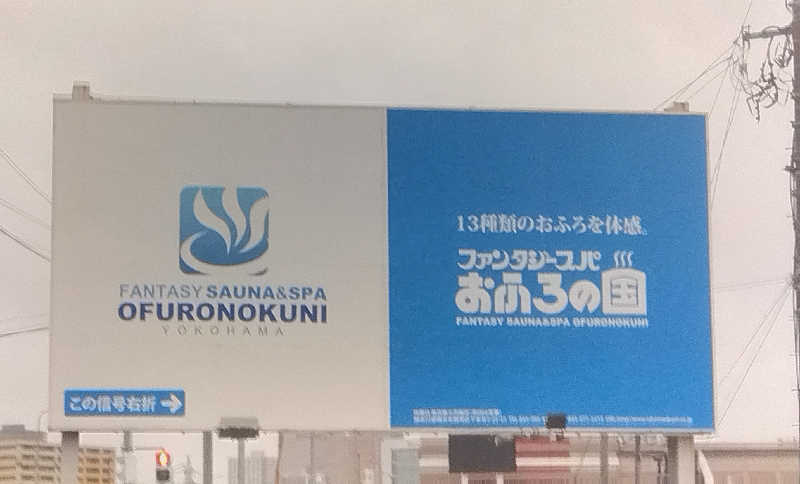 FANTASY SAUNA&SPA
OFURONOKUNI
YOKOHAMA
この信号右折
13種類のおふろを体感。
ファンタジースパ
おふろの国
FANTASY SAUNA&SPA OFURONOKUNI